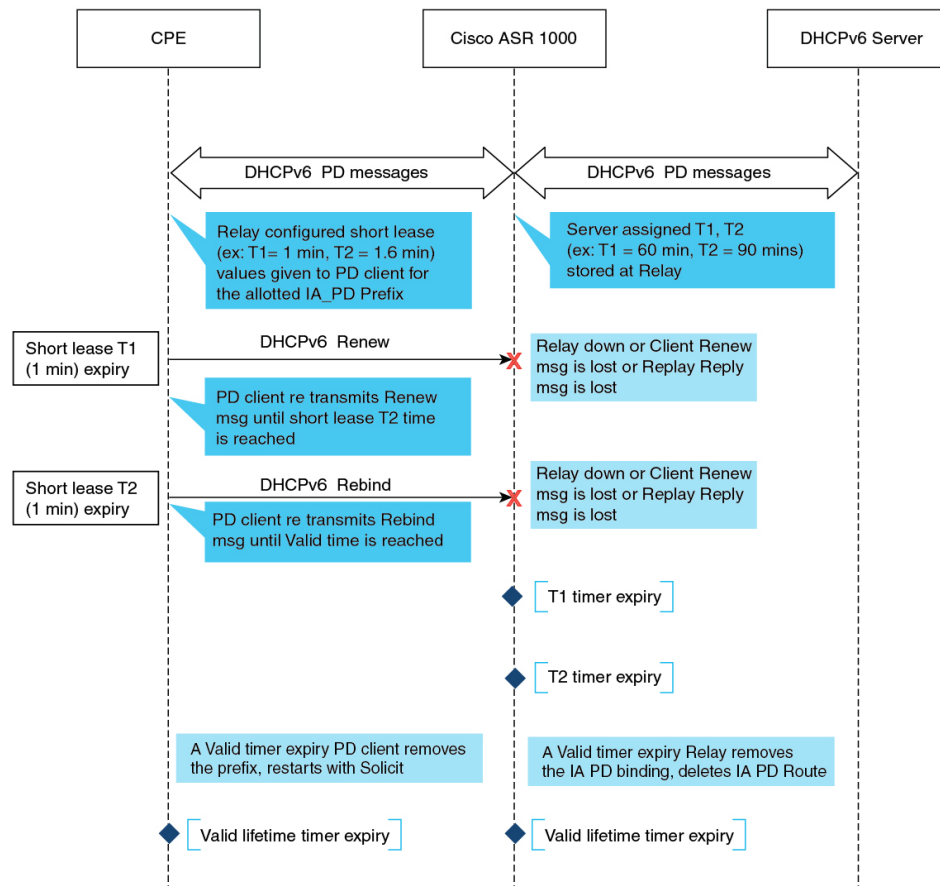 CPE
Cisco ASR 1000
DHCPv6 Server
DHCPv6  PD messages
DHCPv6  PD messages
Relay configured short lease
(ex: T1= 1 min, T2 = 1.6 min)
values given to PD client for
the allotted IA_PD Prefix
Server assigned T1, T2
(ex: T1 = 60 min, T2 = 90 mins)
stored at Relay
Short lease T1
(1 min) expiry
DHCPv6  Renew
X
Relay down or Client Renew
msg is lost or Replay Reply
msg is lost
PD client re transmits Renew
msg until short lease T2 time
is reached
Short lease T2
(1 min) expiry
DHCPv6  Rebind
X
Relay down or Client Renew
msg is lost or Replay Reply
msg is lost
PD client re transmits Rebind
msg until Valid time is reached
T1 timer expiry
T2 timer expiry
A Valid timer expiry PD client removes
the prefix, restarts with Solicit
A Valid timer expiry Relay removes
the IA PD binding, deletes IA PD Route
Valid lifetime timer expiry
Valid lifetime timer expiry